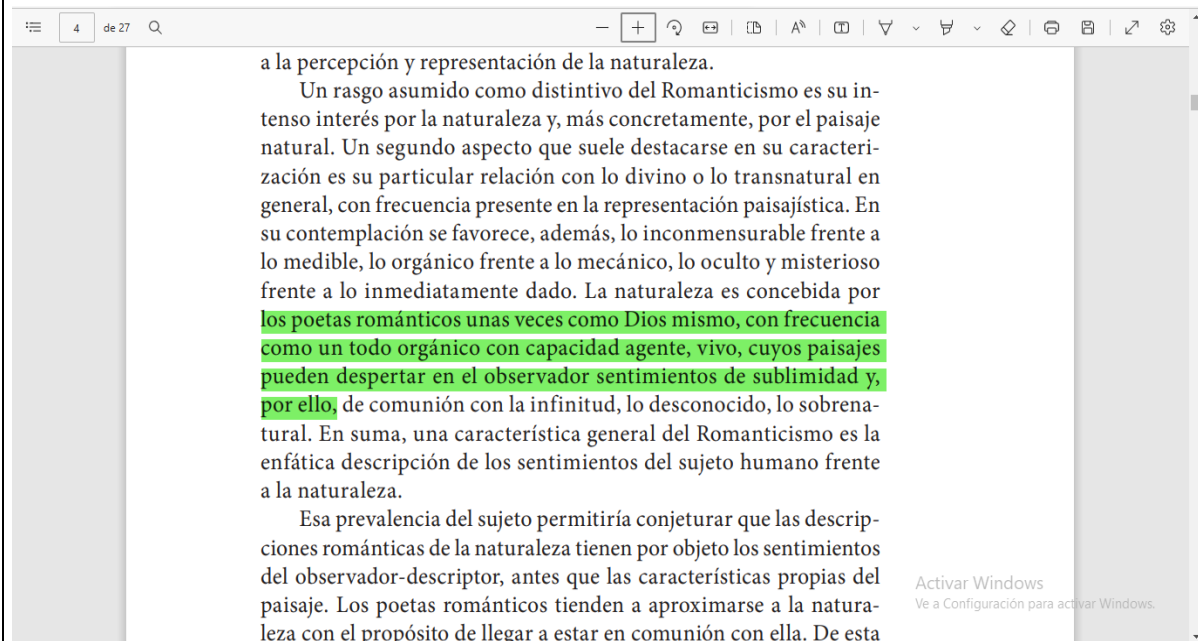 4 de 27
a la percepción y representación de la naturaleza.
Un rasgo asumido como distintivo del Romanticismo es su in-
tenso interés por la naturaleza y, más concretamente, por el paisaje
natural. Un segundo aspecto que suele destacarse en su caracteri-
zación es su particular relación con lo divino o lo transnatural en
general, con frecuencia presente en la representación paisajística. En
su contemplación se favorece, además, lo inconmensurable frente a
lo medible, lo orgánico frente a lo mecánico, lo oculto y misterioso
frente a lo inmediatamente dado. La naturaleza es concebida por
los poetas románticos unas veces como Dios mismo, con frecuencia
como un todo orgánico con capacidad agente, vivo, cuyos paisajes
pueden despertar en el observador sentimientos de sublimidad y,
por ello, de comunión con la infinitud, lo desconocido, lo sobrena-
tural. En suma, una característica general del Romanticismo es la
enfática descripción de los sentimientos del sujeto humano frente
a la naturaleza.
Esa prevalencia del sujeto permitiría conjeturar que las descrip-
ciones románticas de la naturaleza tienen por objeto los sentimientos
del observador-descriptor, antes que las características propias del
paisaje. Los poetas románticos tienden a aproximarse a la natura-
leza con el propósito de llegar a estar en comunión con ella. De esta
Activar Windows
Ve a Configuración para activar Windows.